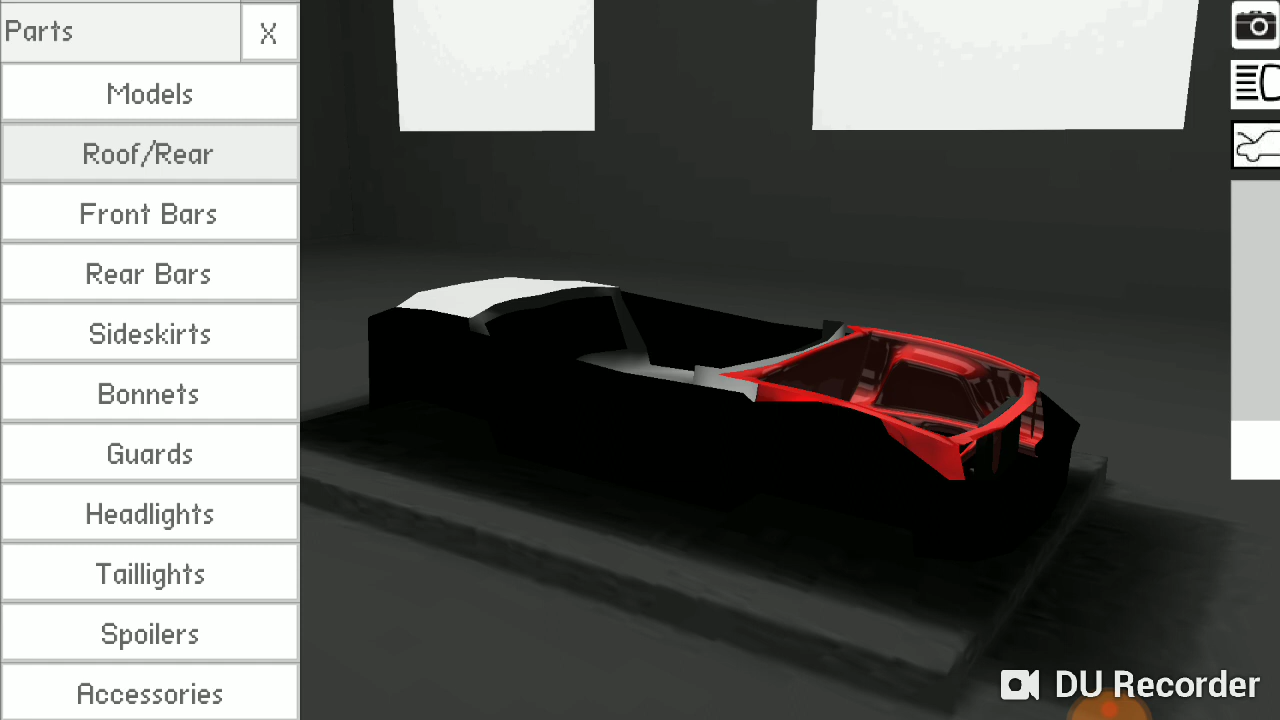 Parts
X
Models
Roof/Rear
Front Bars
Rear Bars
Sideskirts
Bonnets
Guards
Headlights
Taillights
Spoilers
Accessories
DU Recorder